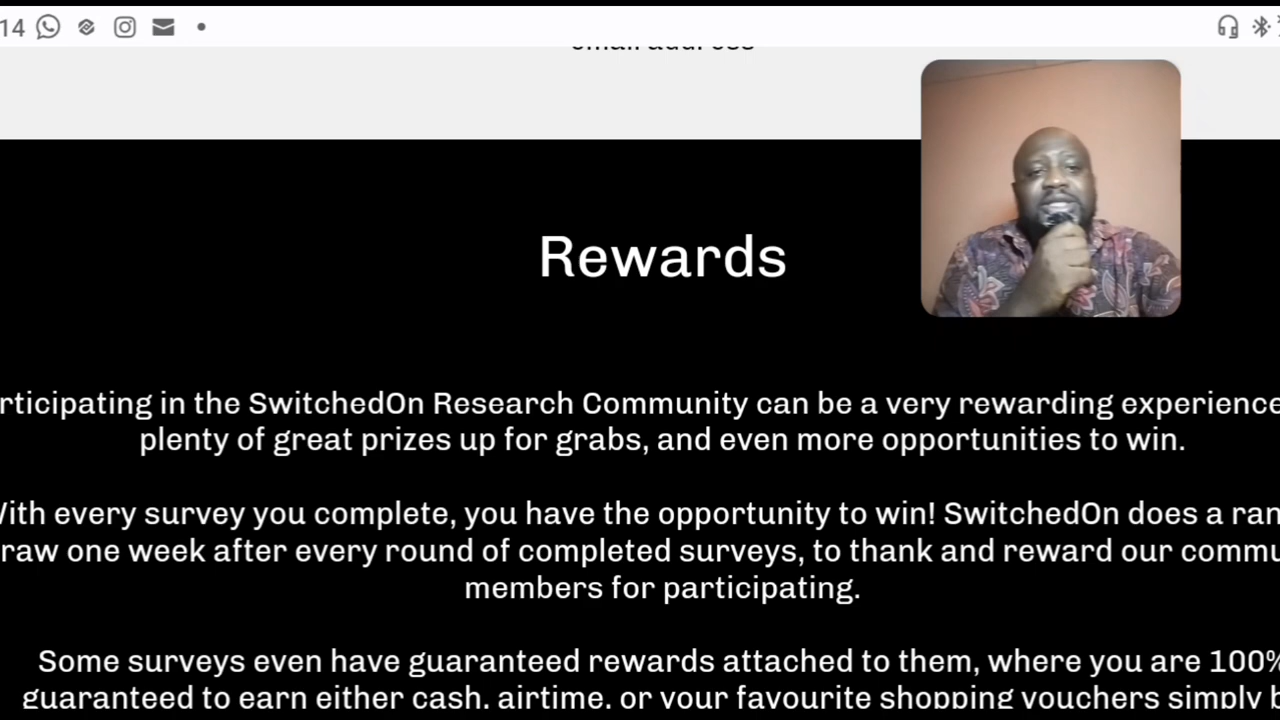 14
email address
Rewards
rticipating in the SwitchedOn Research Community can be a very rewarding experience
plenty of great prizes up for grabs, and even more opportunities to win.
With every survey you complete, you have the opportunity to win! SwitchedOn does a ran
raw one week after every round of completed surveys, to thank and reward our commu
members for participating.
Some surveys even have guaranteed rewards attached to them, where you are 100%
guaranteed to earn either cash, airtime, or your favourite shopping vouchers simply b